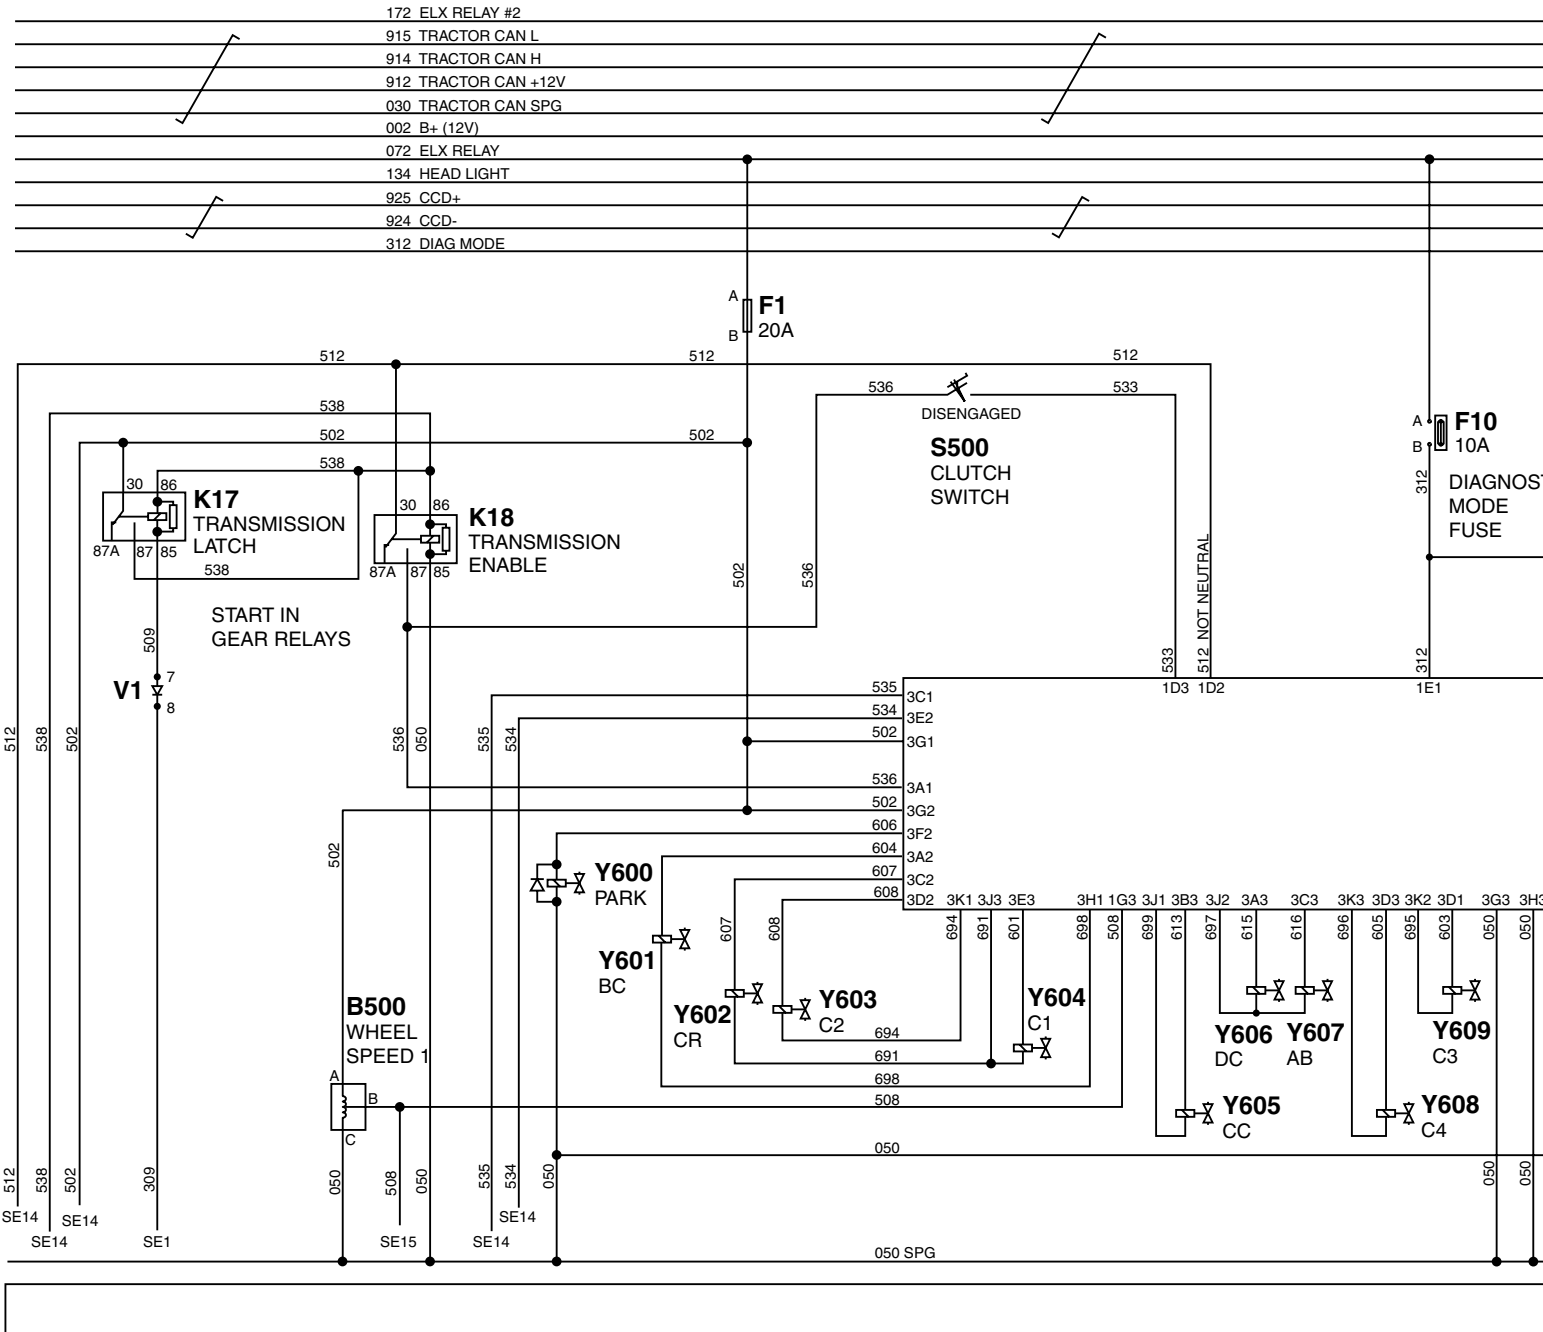 172 ELX RELAY #2
915 TRACTOR CAN L
914 TRACTOR CAN H
912 TRACTOR CAN +12V
030 TRACTOR CAN SPG
002 B+ (12V)
072 ELX RELAY
134 HEAD LIGHT
925 CCD+
924 CCD-
312 DIAG MODE
A
F1
B
20A
512
512
512
538
536
533
DISENGAGED
502
502
538
S500
CLUTCH
SWITCH
A
F10
B
10A
312
DIAGNOST
MODE
FUSE
30
86
K17
TRANSMISSION
LATCH
87A
87
85
538
30
86
K18
TRANSMISSION
ENABLE
87A
87
85
502
536
START IN
GEAR RELAYS
509
V1
7
8
533
512 NOT NEUTRAL
312
1D3
1D2
1E1
512
538
502
536
050
535
534
535
3C1
534
3E2
502
3G1
536
3A1
502
3G2
606
3F2
604
3A2
607
3C2
608
3D2
3K1
3J3
3E3
3H1
1G3
3J1
3B3
3J2
3A3
3C3
3K3
3D3
3K2
3D1
3G3
3H3
502
Y600
PARK
607
608
694
691
601
698
508
699
613
697
615
616
696
605
695
603
050
050
Y601
BC
Y602
CR
Y603
C2
Y604
C1
Y606
DC
Y607
AB
Y609
C3
B500
WHEEL
SPEED 1
694
691
698
508
A
B
C
Y605
CC
Y608
C4
050
512
538
502
309
050
508
050
535
534
050
050
050
SE14
SE14
SE14
SE1
SE15
SE14
SE14
050 SPG